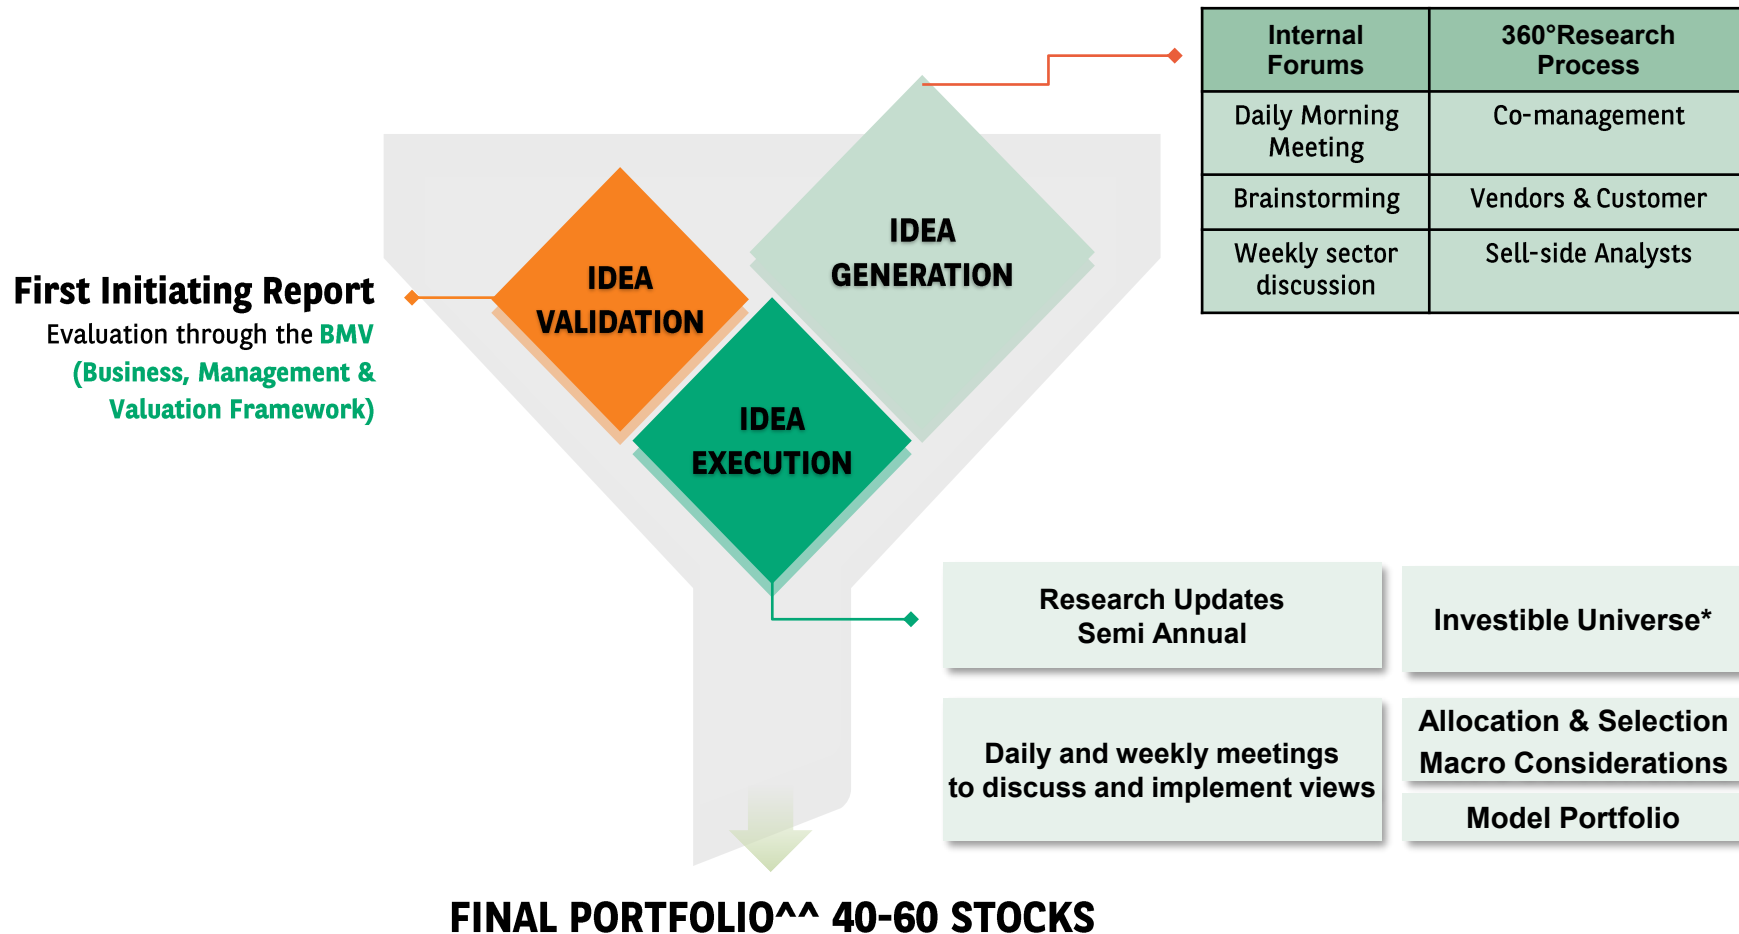 Internal
Forums
360°Research
Process
Daily Morning
Meeting
Co-management
Brainstorming
Vendors & Customer
Weekly sector
discussion
Sell-side Analysts
IDEA
GENERATION
IDEA
VALIDATION
First Initiating Report
Evaluation through the BMV
(Business, Management &
Valuation Framework)
IDEA
EXECUTION
Research Updates
Semi Annual
Investible Universe*
Daily and weekly meetings
to discuss and implement views
Allocation & Selection
Macro Considerations
Model Portfolio
FINAL PORTFOLIO^^ 40-60 STOCKS